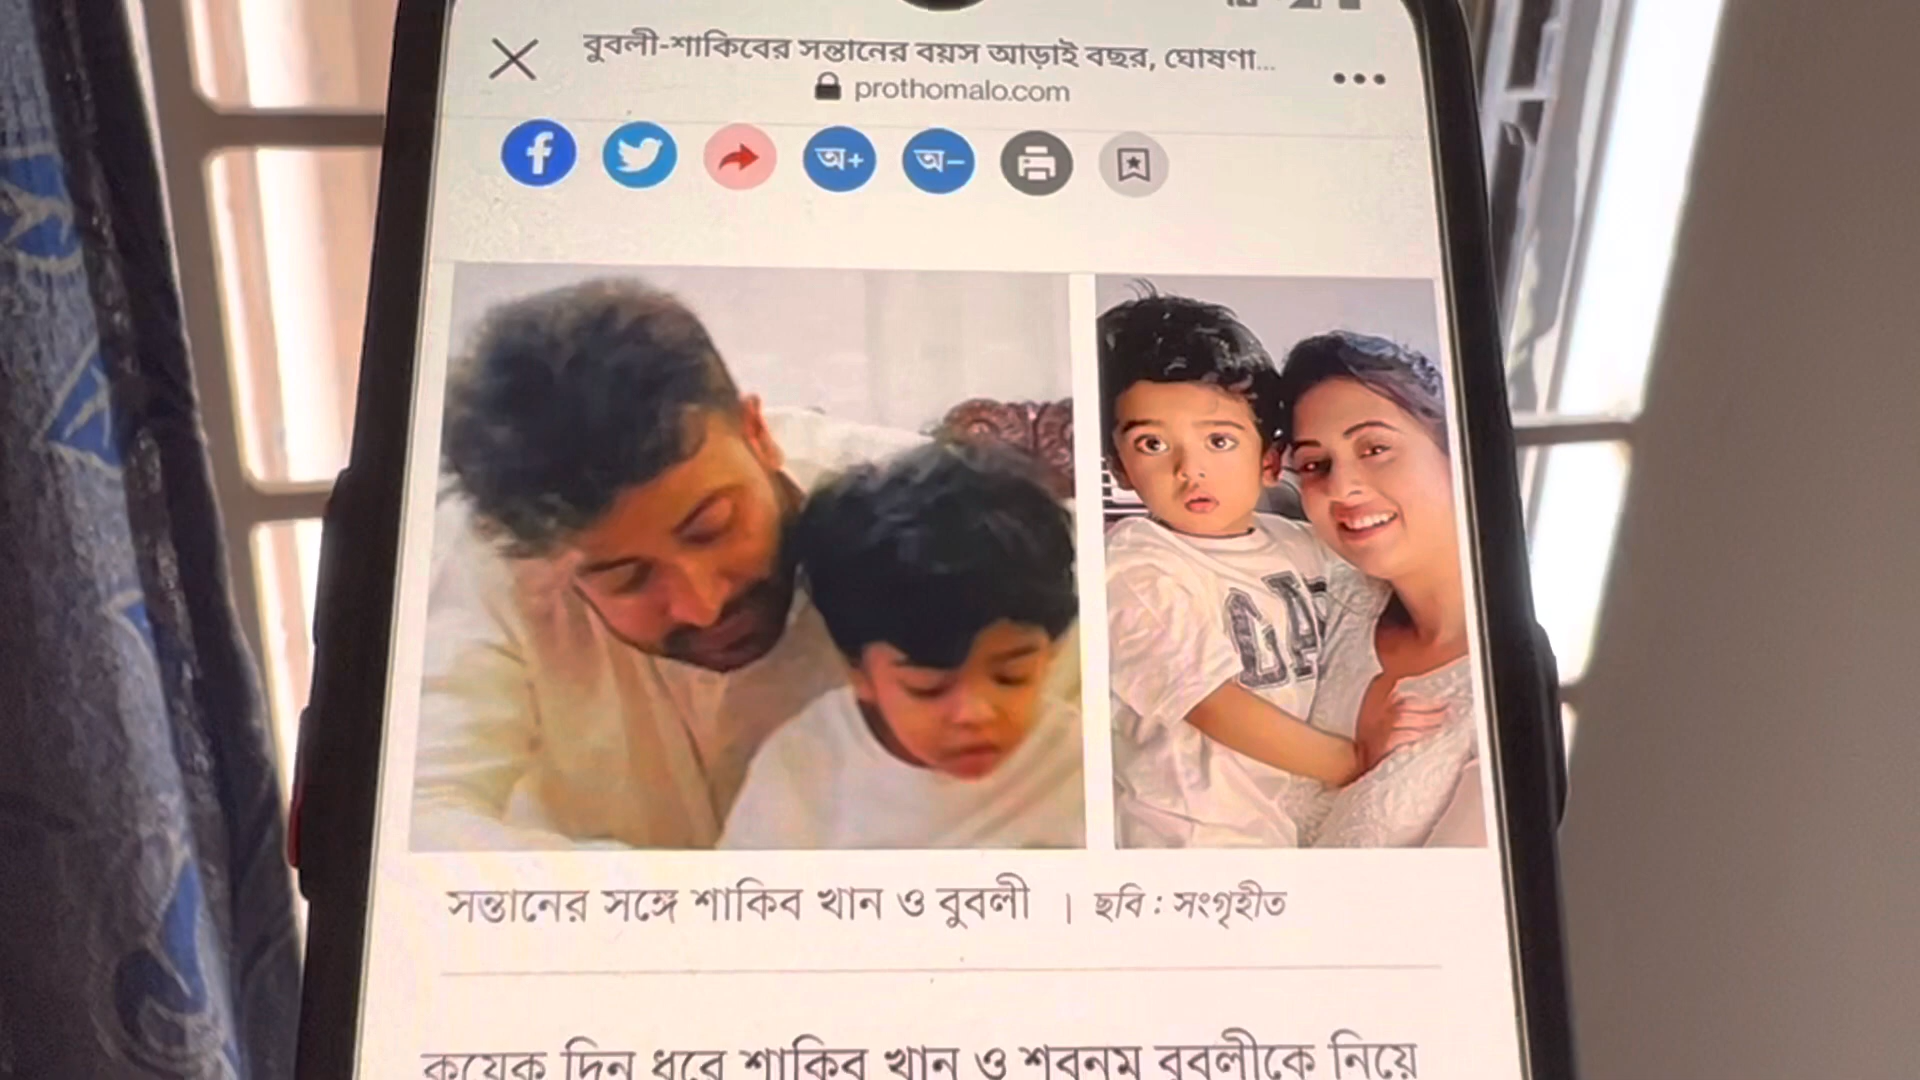 বুবলী-শাকিবের সন্তানের বয়স আড়াই বছর, ঘোষণা...
prothomalo.com
অ+ অ−
সন্তানের সঙ্গে শাকিব খান ও বুবলী । ছবি : সংগৃহীত
কয়েক দিন ধরে শাকিব খান ও শবনম বুবলীকে নিয়ে